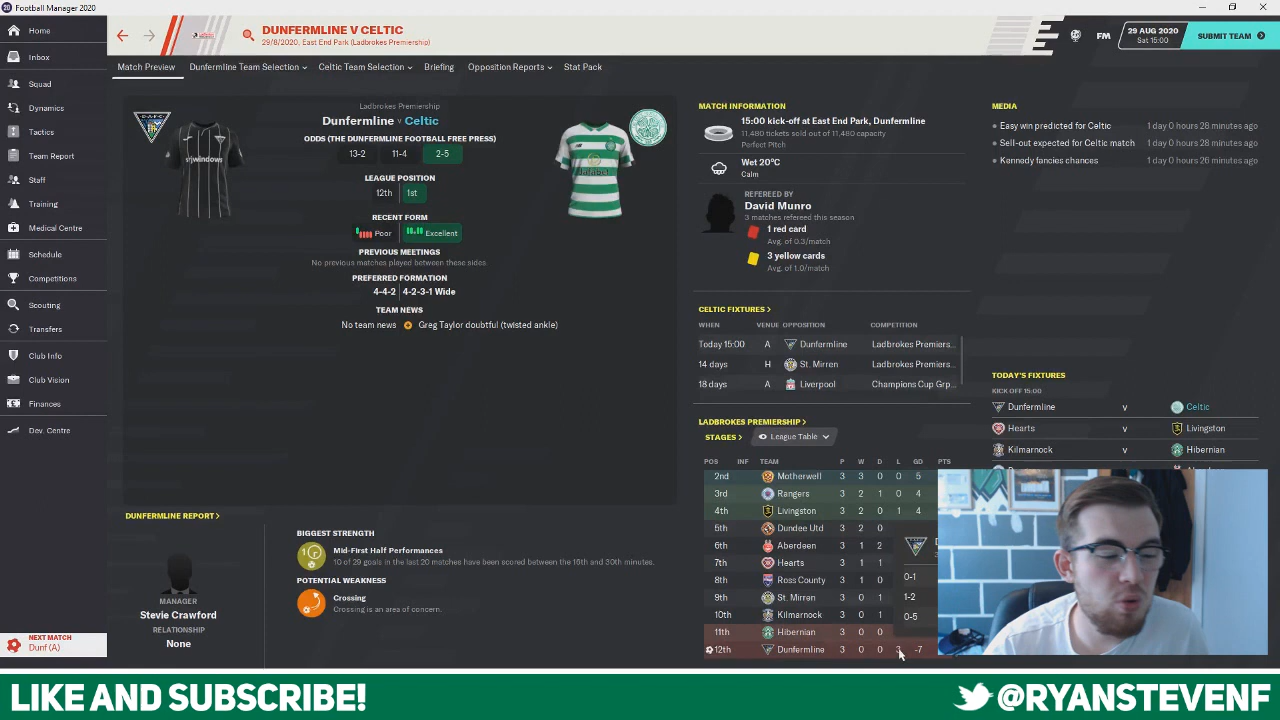 Football Manager 2020
Home
Inbox
Squad
Dynamics
Tactics
Team Report
Staff
Training
Medical Centre
Schedule
Competitions
Scouting
Transfers
Club Info
Club Vision
Finances
Dev. Centre
NEXT MATCH
Dunf (A)
DUNFERMLINE V CELTIC
29/8/2020, East End Park (Ladbrokes Premiership)
FM
29 AUG 2020
Sat 15:00
SUBMIT TEAM
Match Preview
Dunfermline Team Selection
Celtic Team Selection
Briefing
Opposition Reports
Stat Pack
Ladbrokes Premiership
Dunfermline v Celtic
ODDS (THE DUNFERMLINE FOOTBALL FREE PRESS)
13-2 11-4 2-5
LEAGUE POSITION
12th 1st
RECENT FORM
Poor Excellent
PREVIOUS MEETINGS
No previous matches played between these sides.
PREFERRED FORMATION
4-4-2 4-2-3-1 Wide
TEAM NEWS
No team news Greg Taylor doubtful (twisted ankle)
DUNFERMLINE REPORT >
MANAGER
Stevie Crawford
RELATIONSHIP
None
BIGGEST STRENGTH
Mid-First Half Performances
10 of 29 goals in the last 20 matches have been scored between the 16th and 30th minutes.
POTENTIAL WEAKNESS
Crossing
Crossing is an area of concern.
MATCH INFORMATION
15:00 kick-off at East End Park, Dunfermline
11,480 tickets sold out of 11,480 capacity
Perfect Pitch
Wet 20°C
Calm
REFEREED BY
David Munro
3 matches refereed this season
1 red card
Avg. of 0.3/match
3 yellow cards
Avg. of 1.0/match
CELTIC FIXTURES >
WHEN VENUE OPPOSITION COMPETITION
Today 15:00 A Dunfermline Ladbrokes Premiers...
14 days H St. Mirren Ladbrokes Premiers...
18 days A Liverpool Champions Cup Grp...
LADBROKES PREMIERSHIP >
STAGES > League Table
POS INF TEAM P W D L GD PTS
2nd Motherwell 3 3 0 0 5
3rd Rangers 3 2 1 0 4
4th Livingston 3 2 0 1 4
5th Dundee Utd 3 2 0
6th Aberdeen 3 1 2
7th Hearts 3 1 1
8th Ross County 3 1 0
9th St. Mirren 3 0 1
10th Kilmarnock 3 0 1
11th Hibernian 3 0 0
12th Dunfermline 3 0 0 3 -7
0-1
1-2
0-5
MEDIA
Easy win predicted for Celtic 1 day 0 hours 28 minutes ago
Sell-out expected for Celtic match 1 day 0 hours 28 minutes ago
Kennedy fancies chances 1 day 0 hours 26 minutes ago
TODAY'S FIXTURES
KICK OFF 15:00
Dunfermline v Celtic
Hearts v Livingston
Kilmarnock v Hibernian
LIKE AND SUBSCRIBE!
@RYANSTEVENF